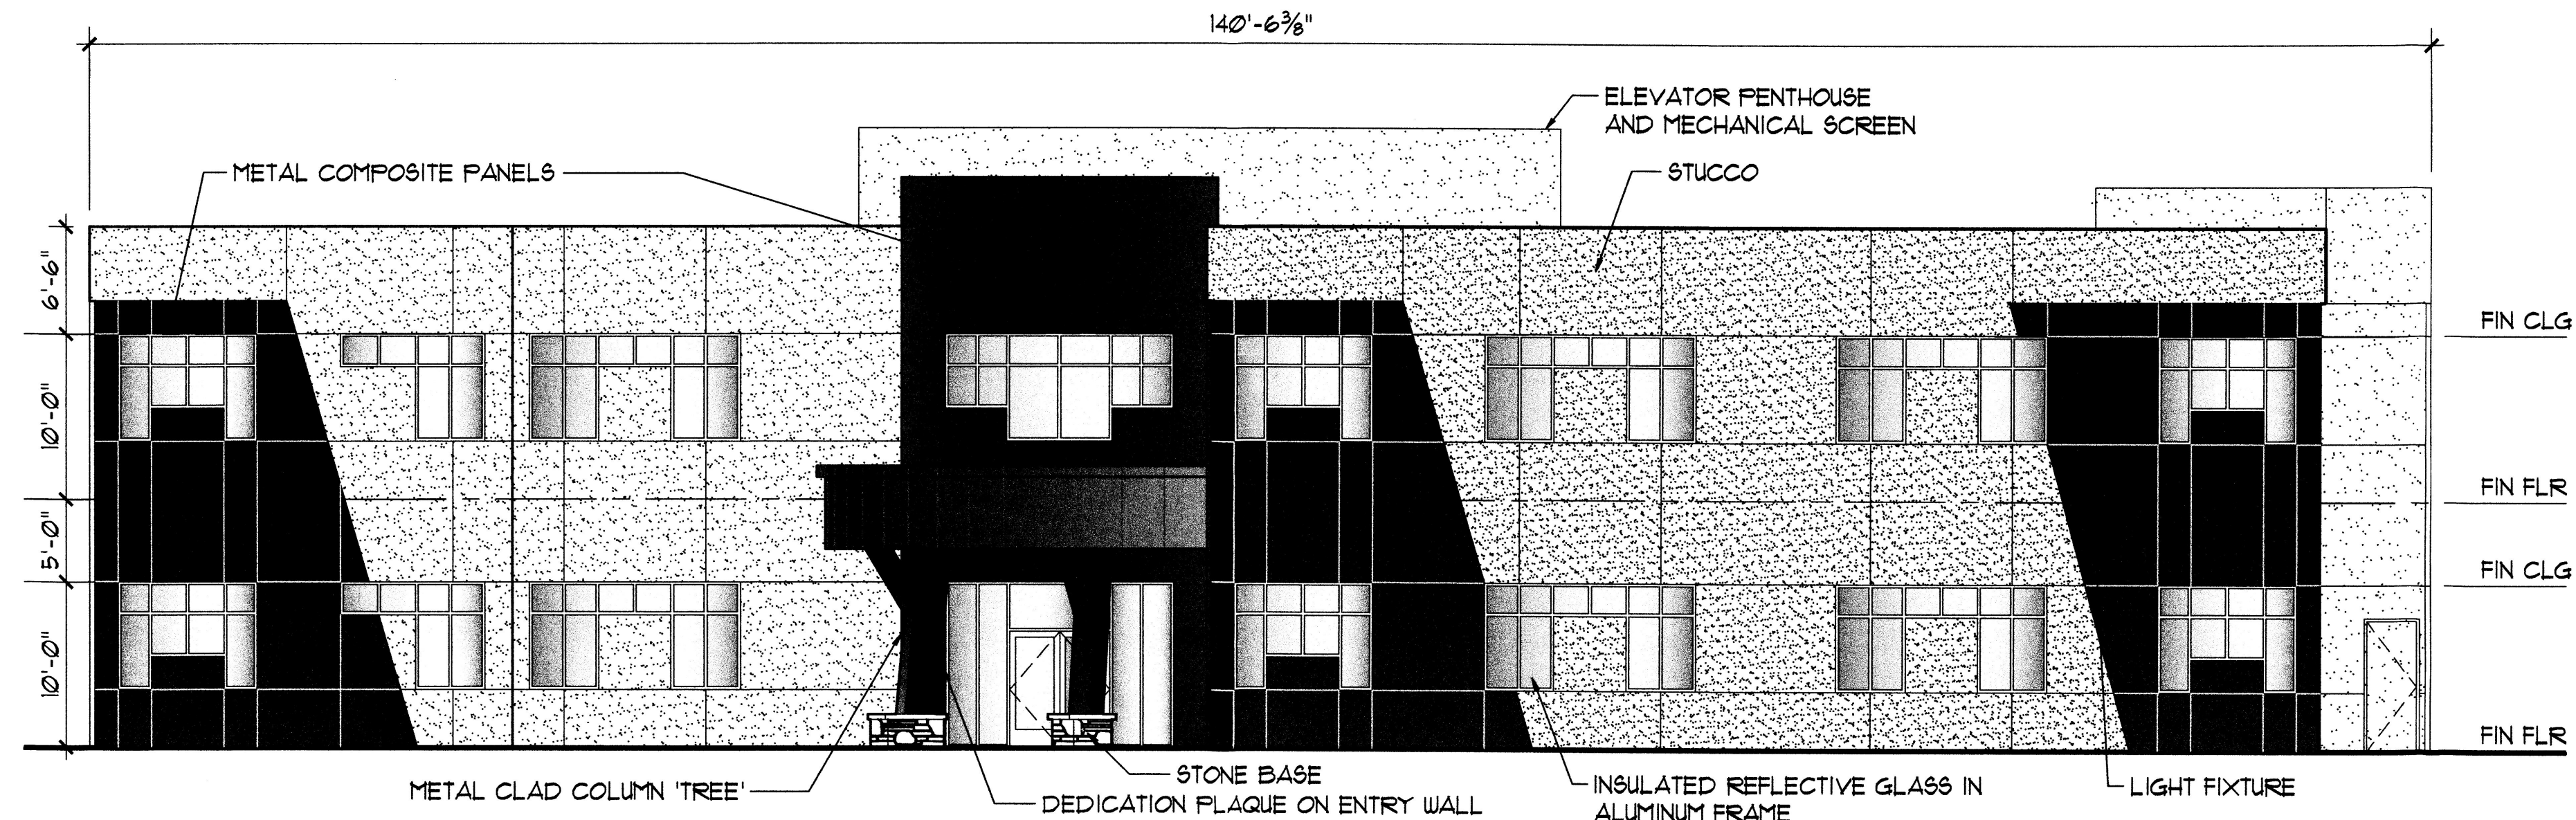 140'-6⅜"
ELEVATOR PENTHOUSE
AND MECHANICAL SCREEN
METAL COMPOSITE PANELS
STUCCO
6'-6"
10'-0"
5'-0"
10'-0"
FIN CLG
FIN FLR
FIN CLG
FIN FLR
METAL CLAD COLUMN 'TREE'
STONE BASE
DEDICATION PLAQUE ON ENTRY WALL
INSULATED REFLECTIVE GLASS IN
ALUMINUM FRAME
LIGHT FIXTURE